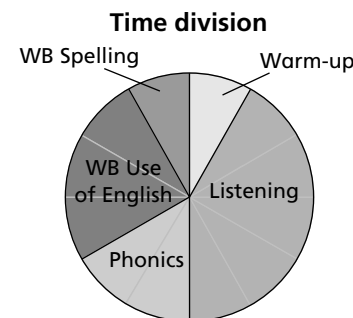 Time division
WB Spelling
Warm-up
WB Use
of English
Listening
Phonics